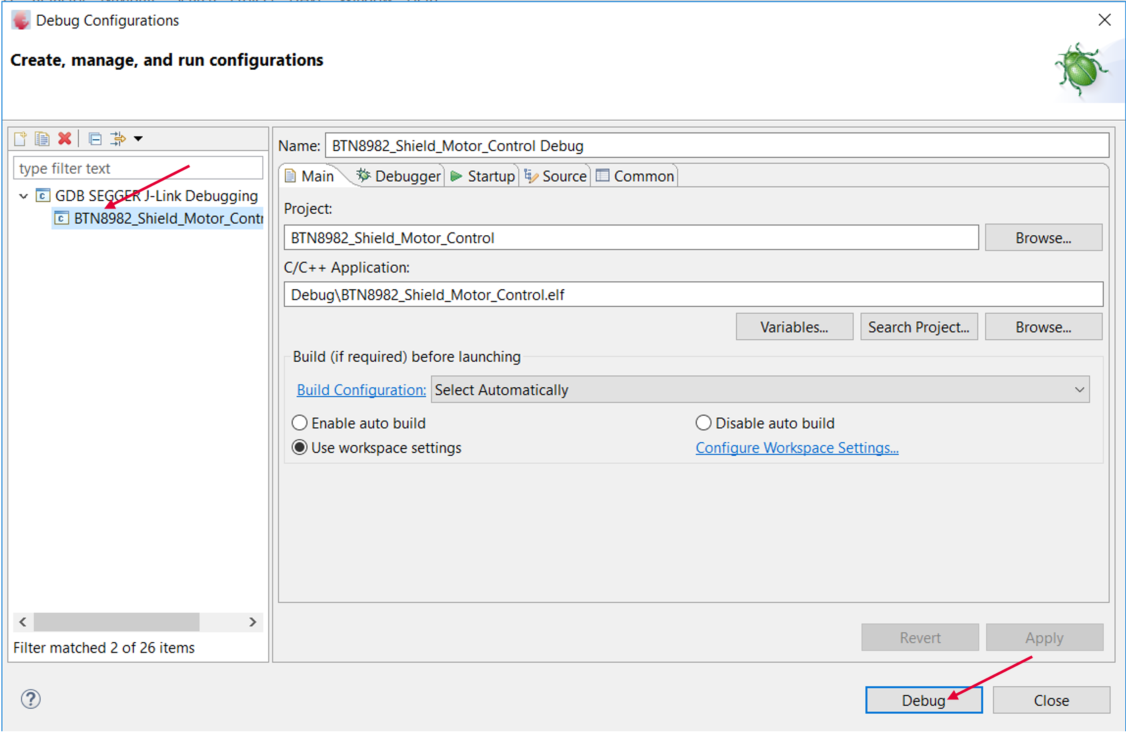 Debug Configurations
Create, manage, and run configurations
type filter text
GDB SEGGER J-Link Debugging
BTN8982_Shield_Motor_Contr
Filter matched 2 of 26 items
Name: BTN8982_Shield_Motor_Control Debug
Main Debugger Startup Source Common
Project:
BTN8982_Shield_Motor_Control Browse...
C/C++ Application:
Debug\BTN8982_Shield_Motor_Control.elf
Variables... Search Project... Browse...
Build (if required) before launching
Build Configuration: Select Automatically
Enable auto build Disable auto build
Use workspace settings Configure Workspace Settings...
Revert Apply
Debug Close